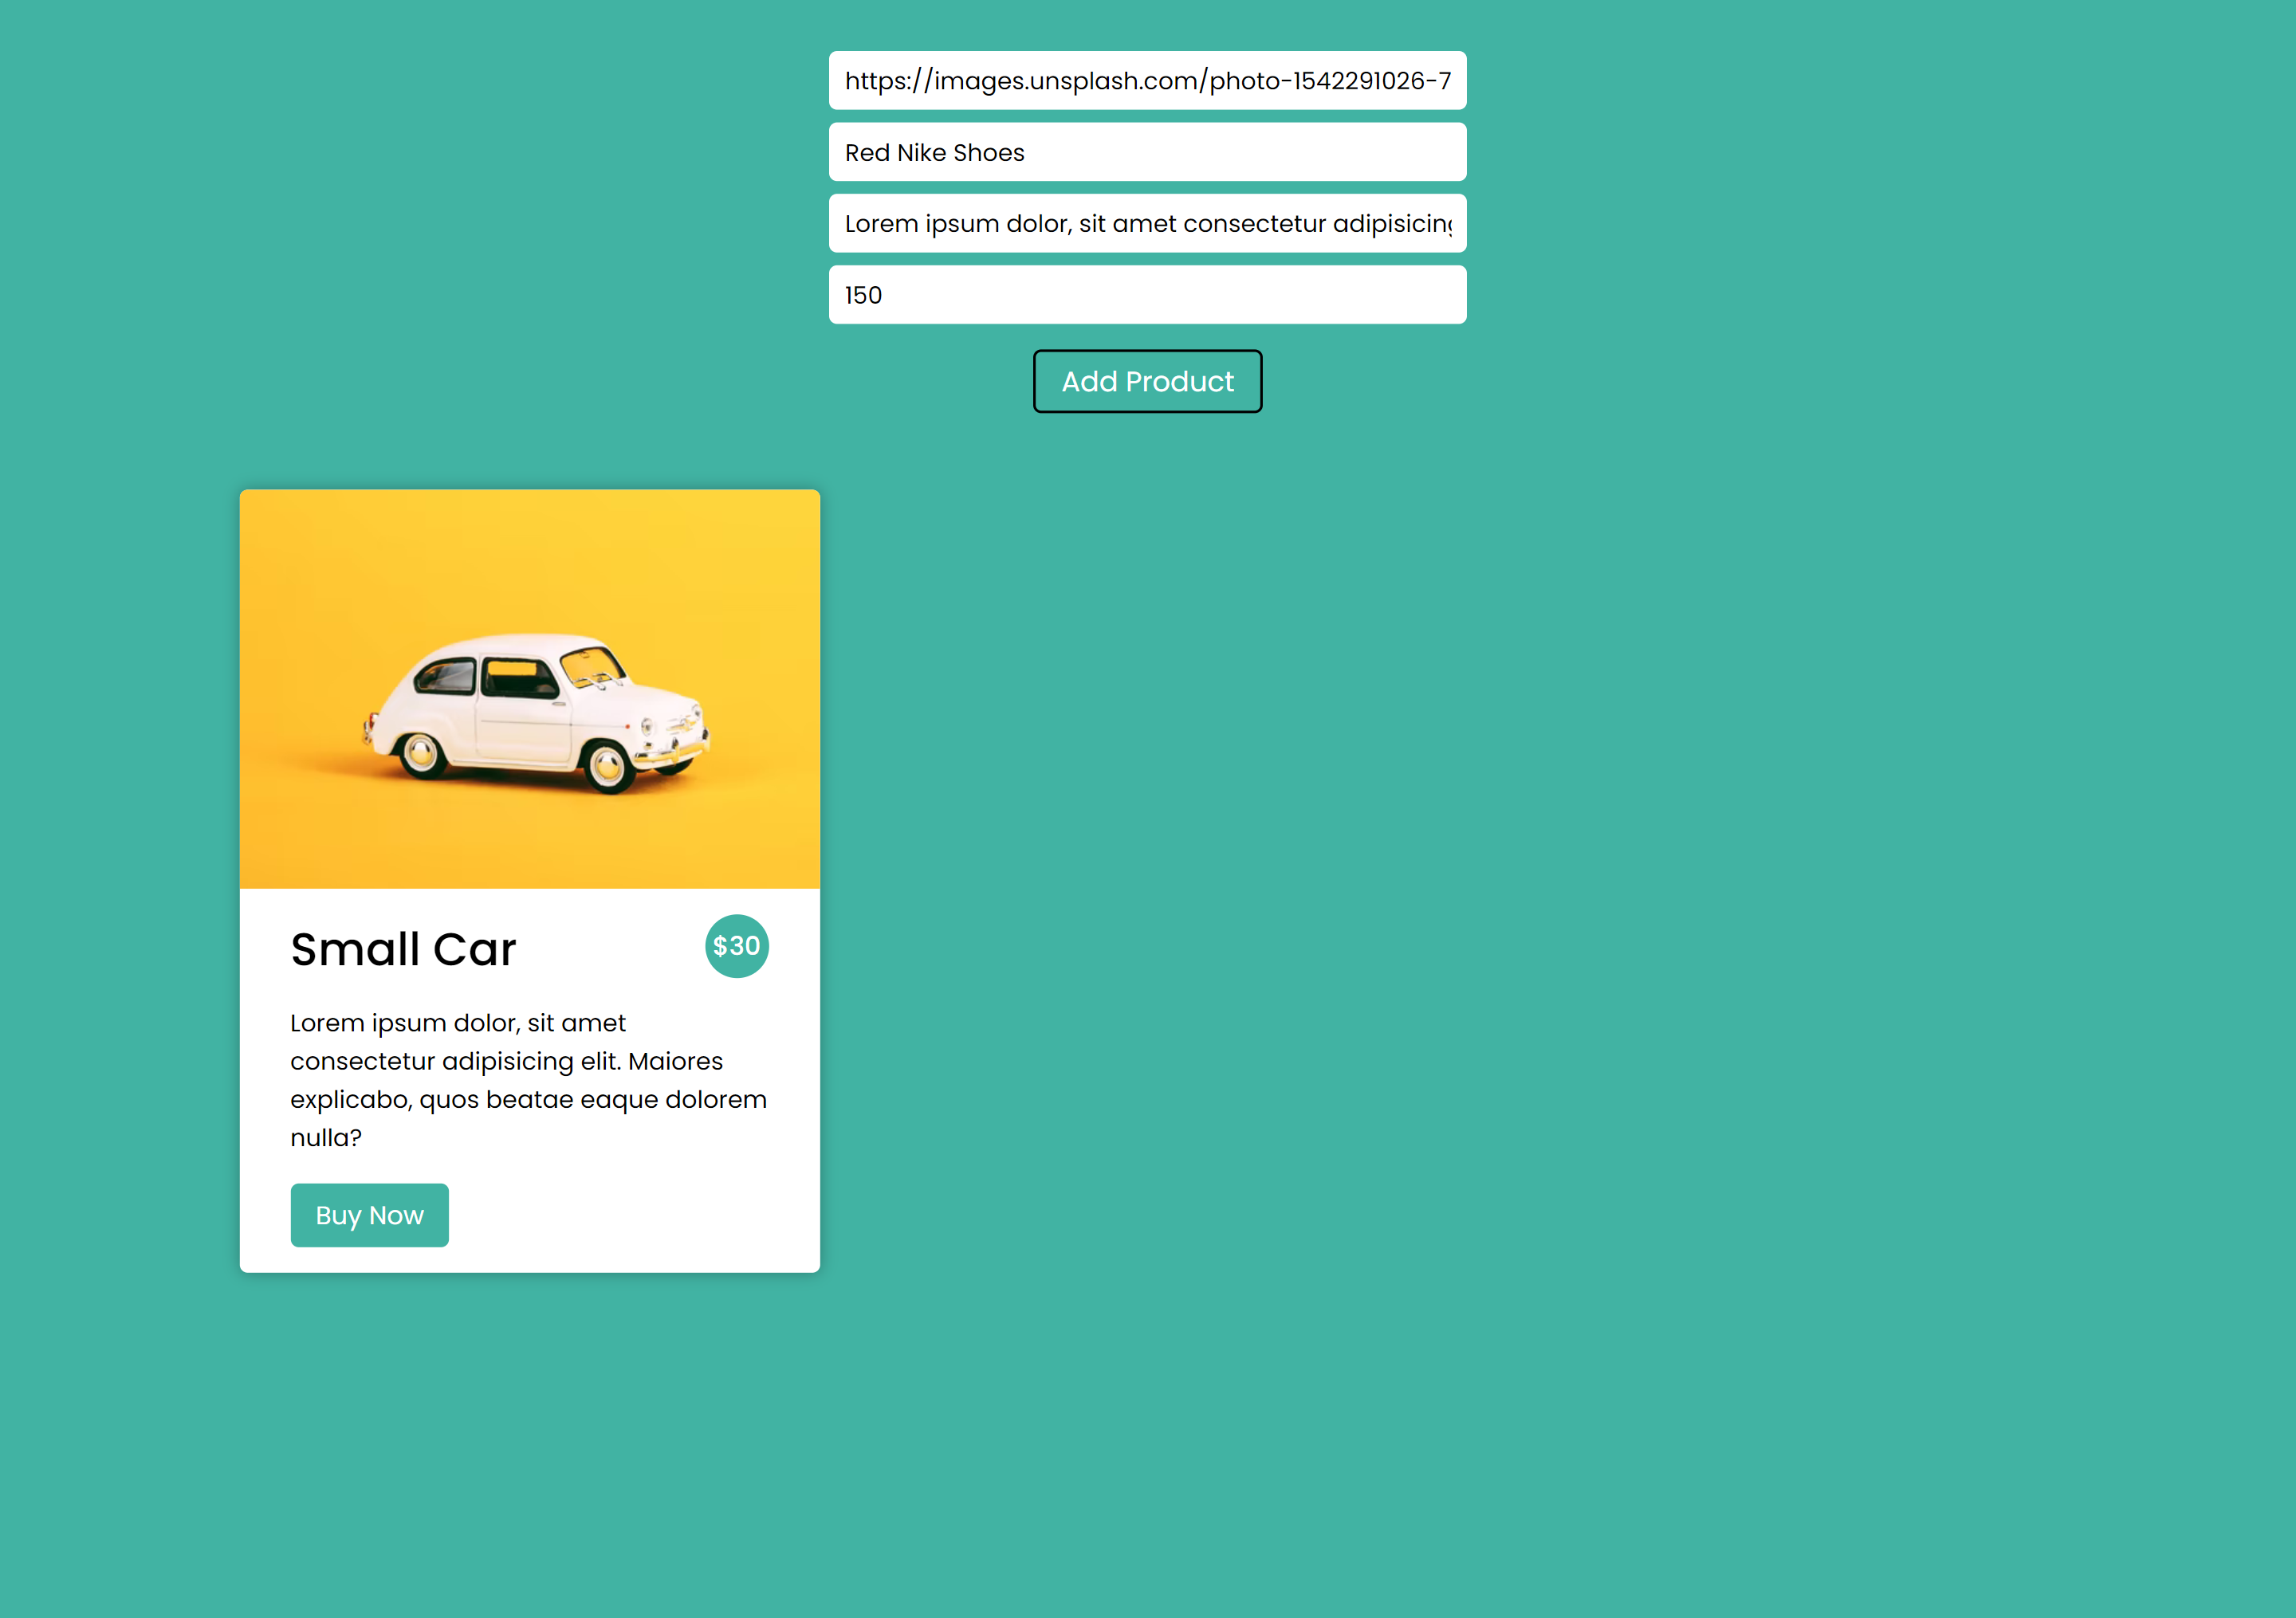 https://images.unsplash.com/photo-1542291026-7
Red Nike Shoes
Lorem ipsum dolor, sit amet consectetur adipisicing
150
Add Product
Small Car
$30
Lorem ipsum dolor, sit amet
consectetur adipisicing elit. Maiores
explicabo, quos beatae eaque dolorem
nulla?
Buy Now